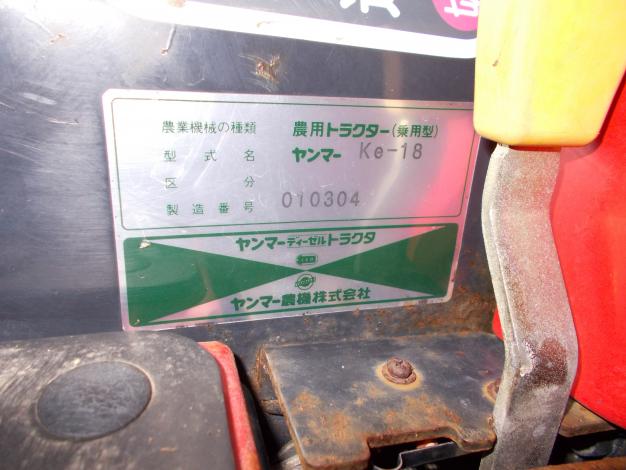 農業機械の種類 農用トラクター(乗用型)
型式名 ヤンマー Ke-18
区分
製造番号 010304
ヤンマーディーゼルトラクタ
ヤンマー農機株式会社